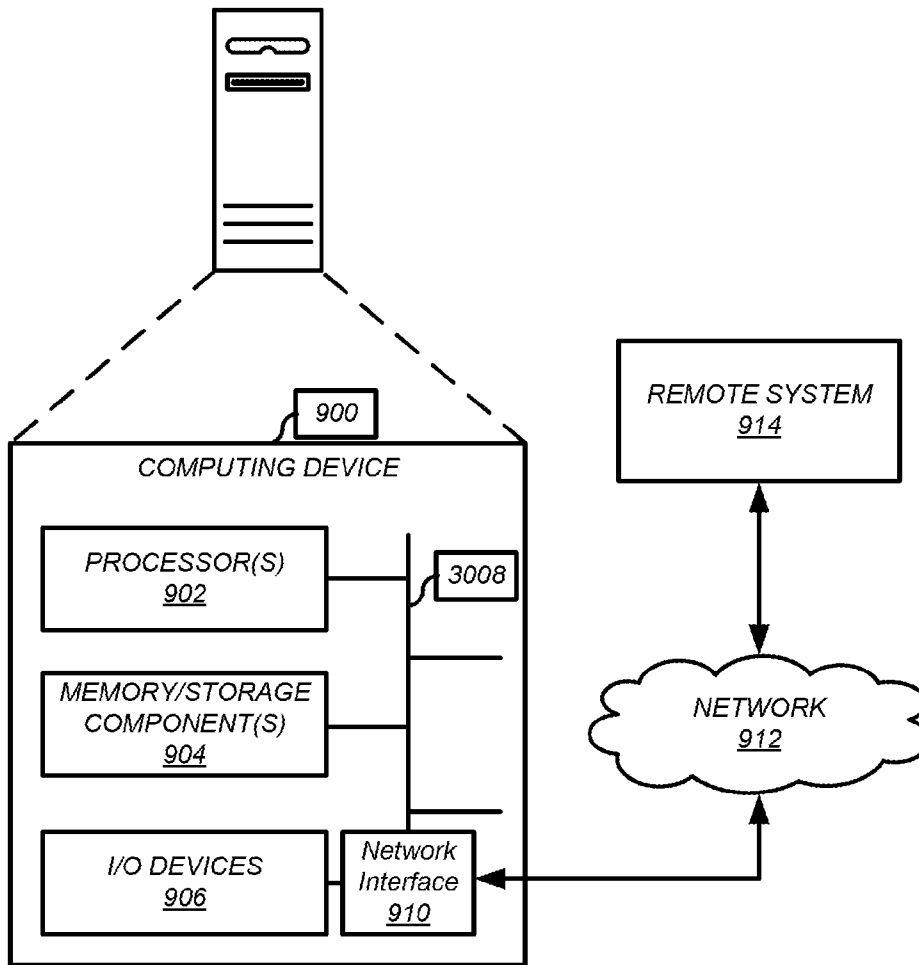 900
COMPUTING DEVICE
PROCESSOR(S)
902
3008
MEMORY/STORAGE
COMPONENT(S)
904
I/O DEVICES
906
Network
Interface
910
REMOTE SYSTEM
914
NETWORK
912